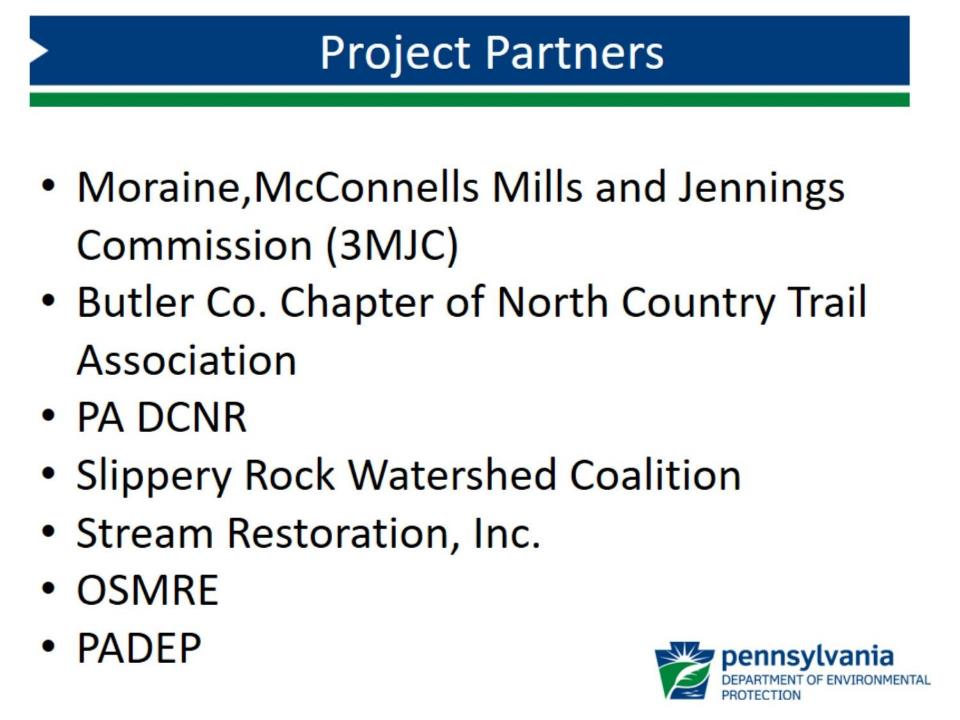 Project Partners
• Moraine,McConnells Mills and Jennings
Commission (3MJC)
• Butler Co. Chapter of North Country Trail
Association
• PA DCNR
• Slippery Rock Watershed Coalition
• Stream Restoration, Inc.
• OSMRE
• PADEP
pennsylvania
DEPARTMENT OF ENVIRONMENTAL
PROTECTION